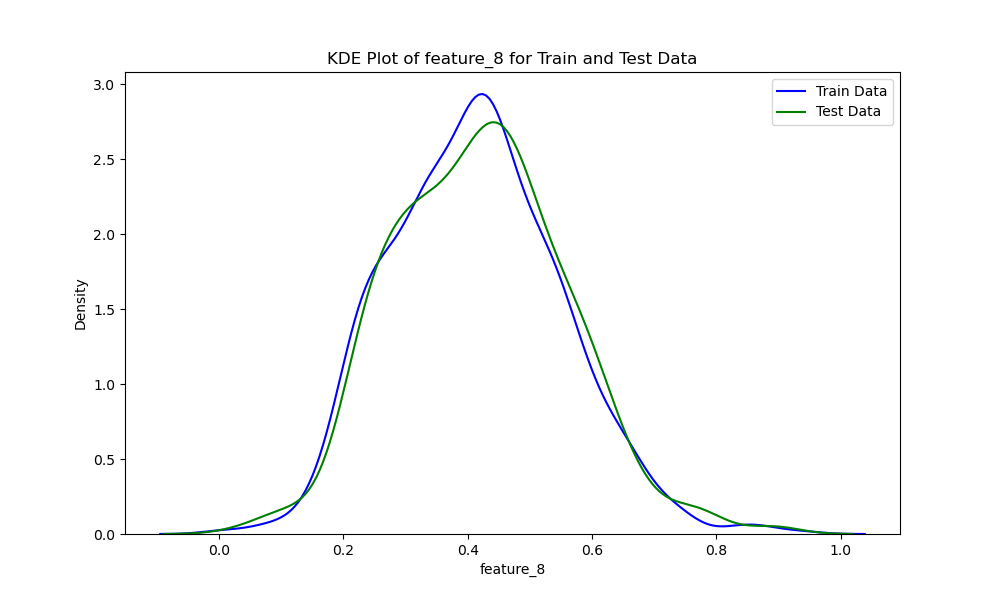 KDE Plot of feature_8 for Train and Test Data
Train Data
Test Data
Density
3.0
2.5
2.0
1.5
1.0
0.5
0.0
0.0 0.2 0.4 0.6 0.8 1.0
feature_8